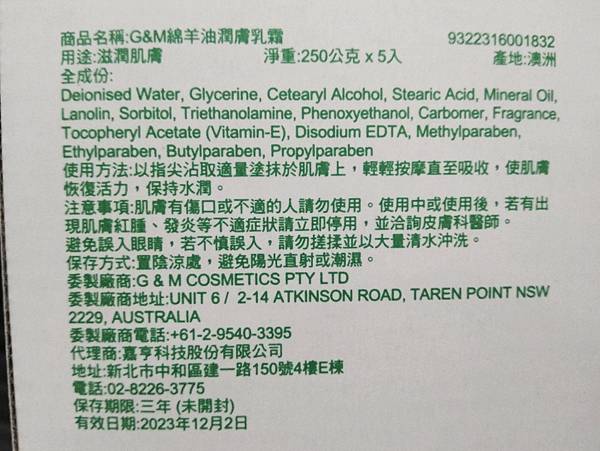 商品名稱:G&M綿羊油潤膚乳霜 9322316001832
用途:滋潤肌膚 淨重:250公克 x 5入 產地:澳洲
全成份:
Deionised Water, Glycerine, Cetearyl Alcohol, Stearic Acid, Mineral Oil,
Lanolin, Sorbitol, Triethanolamine, Phenoxyethanol, Carbomer, Fragrance,
Tocopheryl Acetate (Vitamin-E), Disodium EDTA, Methylparaben,
Ethylparaben, Butylparaben, Propylparaben
使用方法:以指尖沾取適量塗抹於肌膚上，輕輕按摩直至吸收，使肌膚
恢復活力，保持水潤。
注意事項:肌膚有傷口或不適的人請勿使用。使用中或使用後，若有出
現肌膚紅腫、發炎等不適症狀請立即停用，並洽詢皮膚科醫師。
避免誤入眼睛，若不慎誤入，請勿搓揉並以大量清水沖洗。
保存方式:置陰涼處，避免陽光直射或潮濕。
委製廠商:G & M COSMETICS PTY LTD
委製廠商地址:UNIT 6 / 2-14 ATKINSON ROAD, TAREN POINT NSW
2229, AUSTRALIA
委製廠商電話:+61-2-9540-3395
代理商:嘉亨科技股份有限公司
地址:新北市中和區建一路150號4樓E棟
電話:02-8226-3775
保存期限:三年 (未開封)
有效日期:2023年12月2日